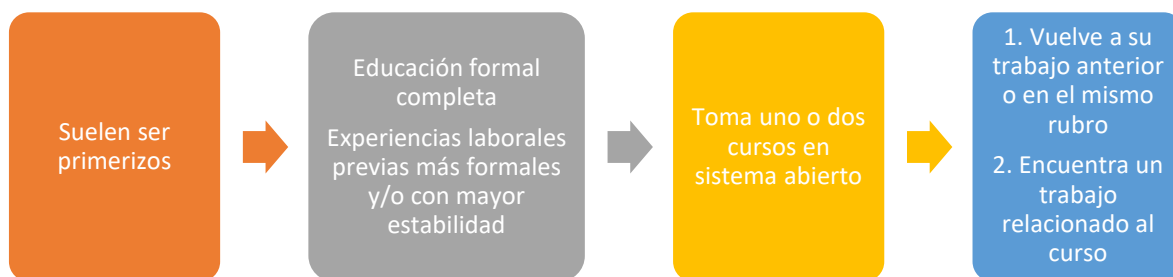 Suelen ser
primerizos
Educación formal
completa
Experiencias laborales
previas más formales
y/o con mayor
estabilidad
Toma uno o dos
cursos en
sistema abierto
1. Vuelve a su
trabajo anterior
o en el mismo
rubro
2. Encuentra un
trabajo
relacionado al
curso